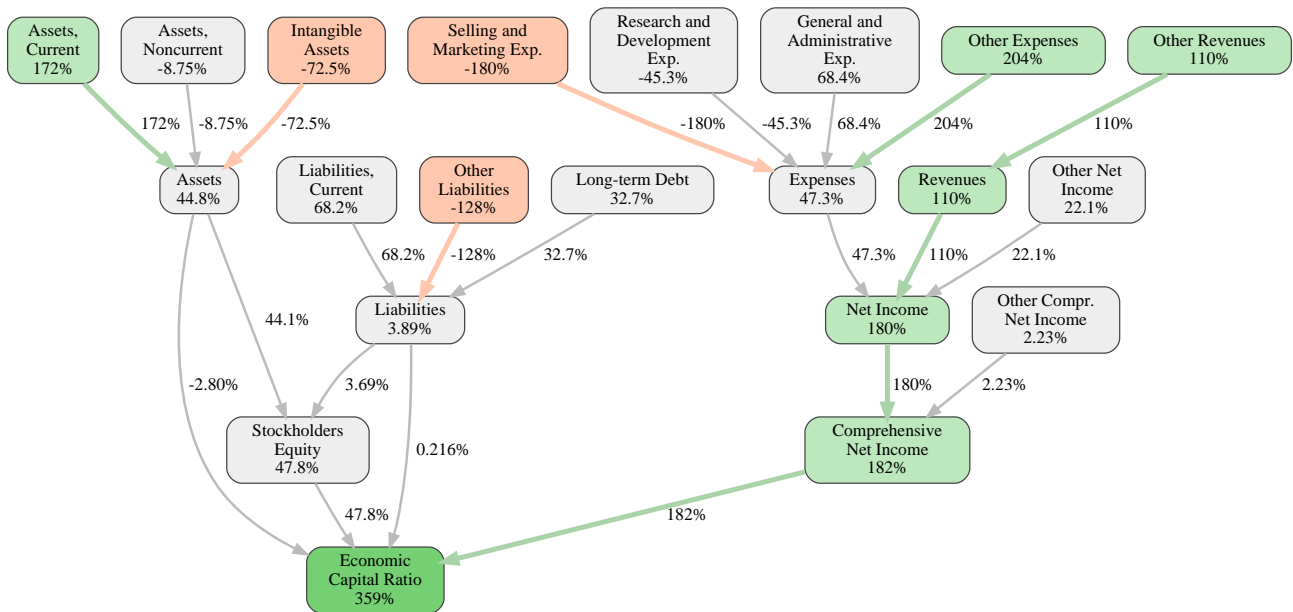 Assets,
Current
172%
Assets,
Noncurrent
-8.75%
Intangible
Assets
-72.5%
Selling and
Marketing Exp.
-180%
Research and
Development
Exp.
-45.3%
General and
Administrative
Exp.
68.4%
Other Expenses
204%
Other Revenues
110%
172%
-8.75%
-72.5%
-180%
-45.3%
68.4%
204%
110%
Assets
44.8%
Liabilities,
Current
68.2%
Other
Liabilities
-128%
Long-term Debt
32.7%
Expenses
47.3%
Revenues
110%
Other Net
Income
22.1%
68.2%
-128%
32.7%
47.3%
110%
22.1%
44.1%
Liabilities
3.89%
Net Income
180%
Other Compr.
Net Income
2.23%
-2.80%
3.69%
180%
2.23%
Stockholders
Equity
47.8%
0.216%
Comprehensive
Net Income
182%
47.8%
182%
Economic
Capital Ratio
359%